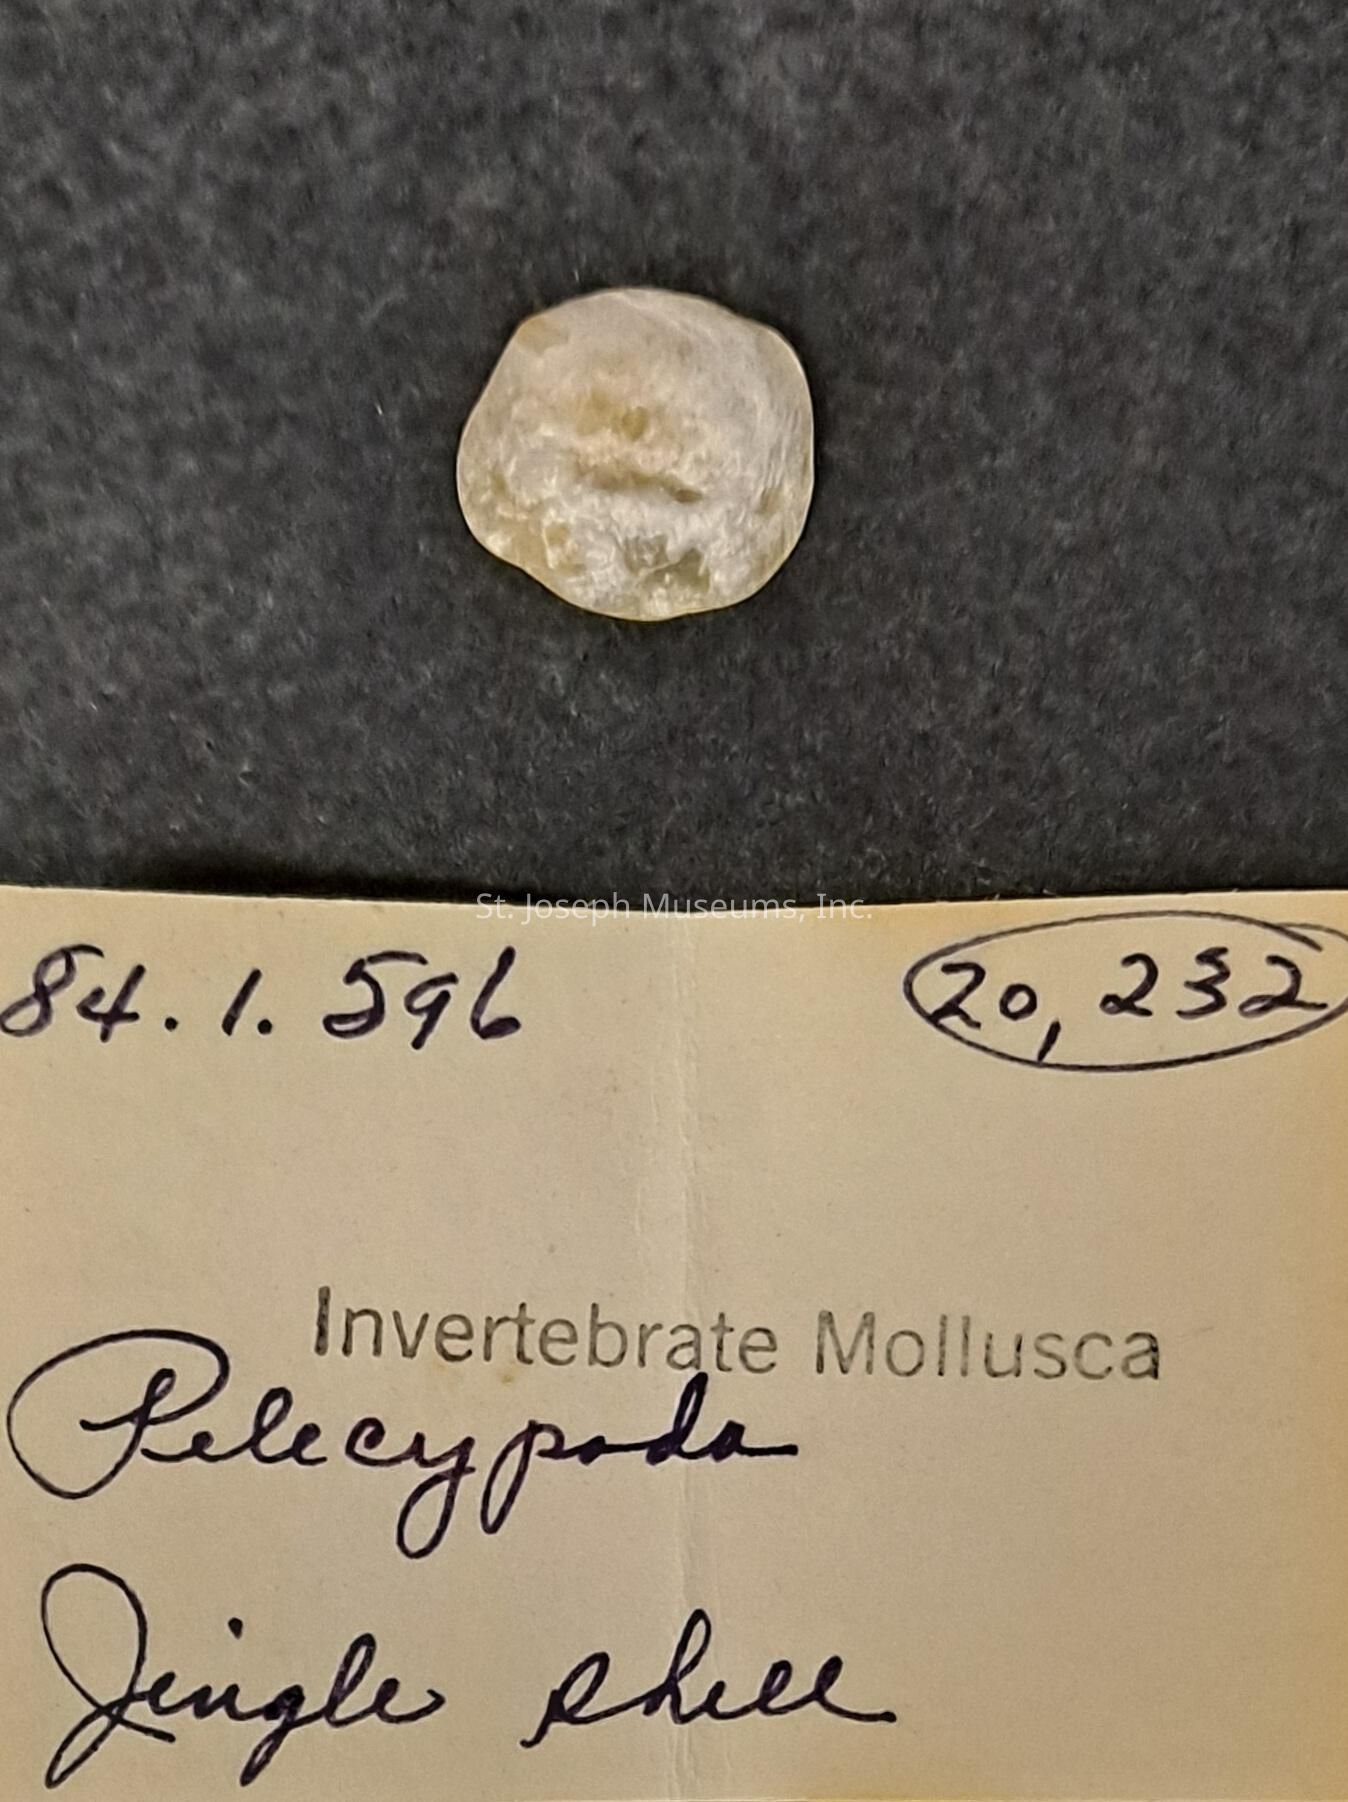 St. Joseph Museums, Inc.
84.1.596 20,232
Invertebrate Mollusca
Pelecypoda
Jingle shell